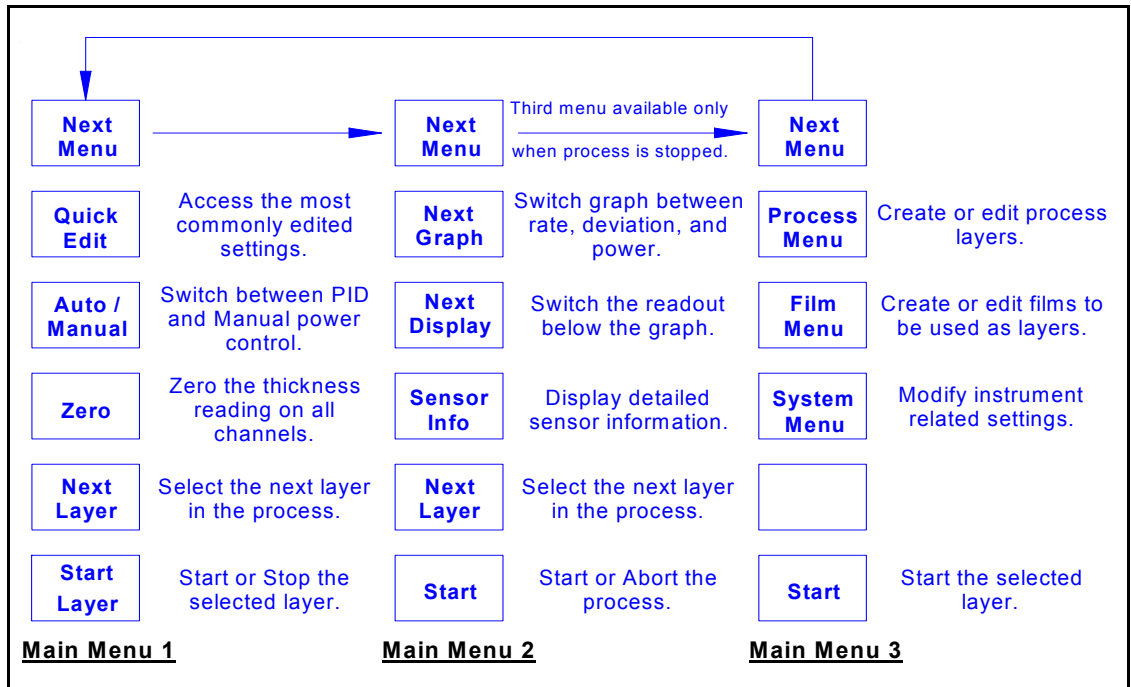 Next
Menu
Next
Menu
Third menu available only
when process is stopped.
Next
Menu
Quick
Edit
Access the most
commonly edited
settings.
Next
Graph
Switch graph between
rate, deviation, and
power.
Process
Menu
Create or edit process
layers.
Auto /
Manual
Switch between PID
and Manual power
control.
Next
Display
Switch the readout
below the graph.
Film
Menu
Create or edit films to
be used as layers.
Zero
Zero the thickness
reading on all
channels.
Sensor
Info
Display detailed
sensor information.
System
Menu
Modify instrument
related settings.
Next
Layer
Select the next layer
in the process.
Next
Layer
Select the next layer
in the process.
Start
Layer
Start or Stop the
selected layer.
Start
Start or Abort the
process.
Start
Start the selected
layer.
Main Menu 1
Main Menu 2
Main Menu 3